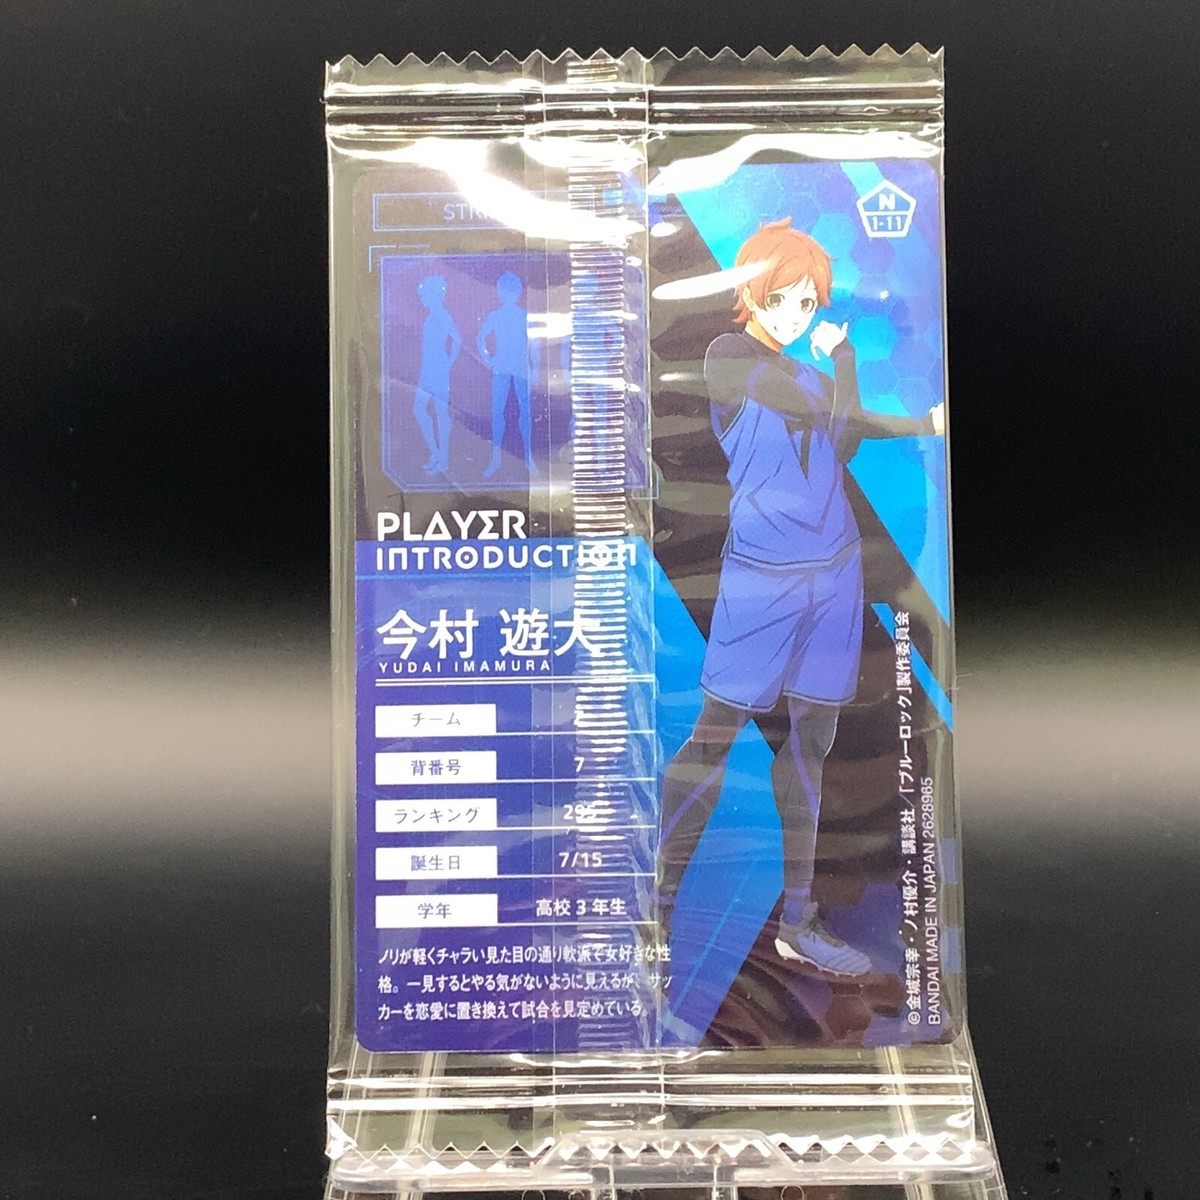 N
1-11
PLAYER
INTRODUCTION
今村 遊大
YUDAI IMAMURA
チーム
背番号 7
ランキング 295
誕生日 7/15
学年 高校3年生
ノリが軽くチャラい見た目の通り軟派で女好きな性
格。一見するとやる気がないように見えるが、サッ
カーを恋愛に置き換えて試合を見定めている。
©金城宗幸・ノ村優介・講談社/「ブルーロック」製作委員会
BANDAI MADE IN JAPAN 2628965